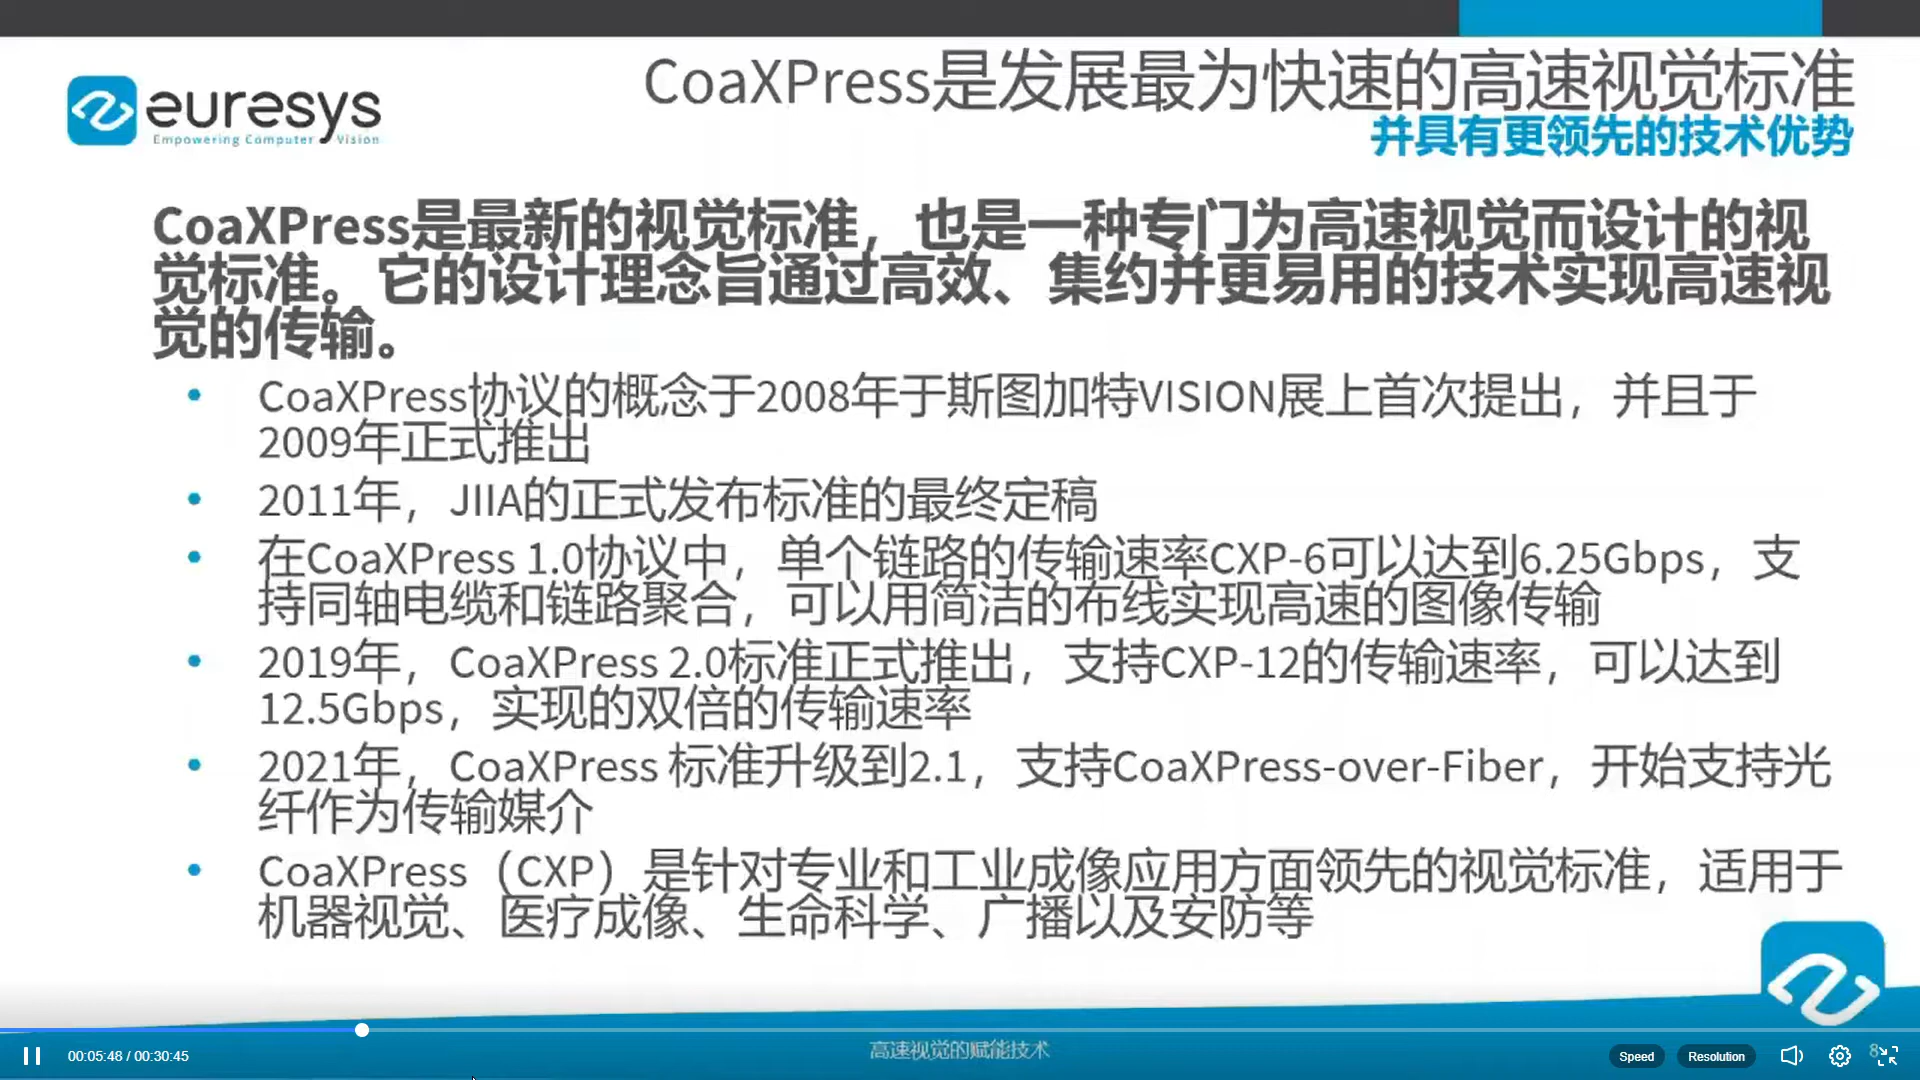 euresys
Empowering Computer Vision
CoaXPress是发展最为快速的高速视觉标准
并具有更领先的技术优势
CoaXPress是最新的视觉标准，也是一种专门为高速视觉而设计的视
觉标准。它的设计理念旨通过高效、集约并更易用的技术实现高速视
觉的传输。
• CoaXPress协议的概念于2008年于斯图加特VISION展上首次提出，并且于
2009年正式推出
• 2011年，JIIA的正式发布标准的最终定稿
• 在CoaXPress 1.0协议中，单个链路的传输速率CXP-6可以达到6.25Gbps，支
持同轴电缆和链路聚合，可以用简洁的布线实现高速的图像传输
• 2019年，CoaXPress 2.0标准正式推出，支持CXP-12的传输速率，可以达到
12.5Gbps，实现的双倍的传输速率
• 2021年，CoaXPress 标准升级到2.1，支持CoaXPress-over-Fiber，开始支持光
纤作为传输媒介
• CoaXPress（CXP）是针对专业和工业成像应用方面领先的视觉标准，适用于
机器视觉、医疗成像、生命科学、广播以及安防等
00:05:48 / 00:30:45
高速视觉的赋能技术
Speed
Resolution
8